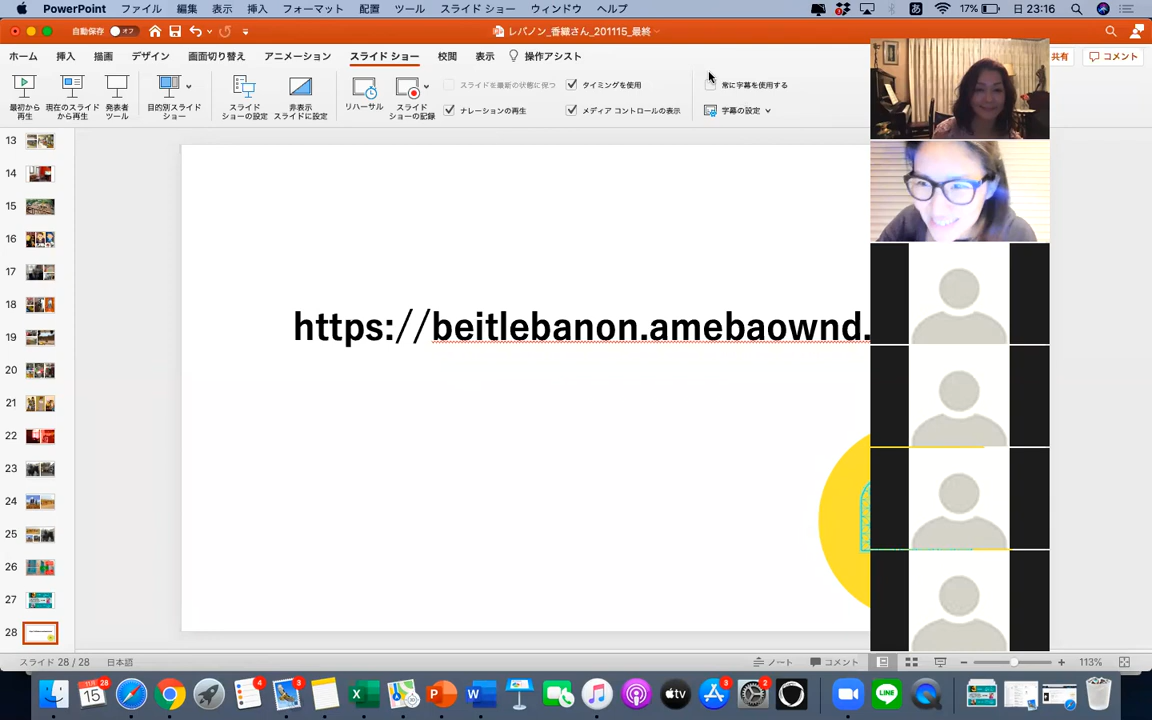 PowerPoint ファイル 編集 表示 挿入 フォーマット 配置 ツール スライド ショー ウィンドウ ヘルプ あ 17% 日 23:16
自動保存 オフ レバノン_香織さん_201115_最終
ホーム 挿入 描画 デザイン 画面切り替え アニメーション スライド ショー 校閲 表示 操作アシスト 共有 コメント
最初から
再生
現在のスライド
から再生
発表者
ツール
目的別スライド
ショー
スライド
ショーの設定
非表示
スライドに設定
リハーサル
スライド
ショーの記録
スライドを最新の状態に保つ
タイミングを使用
常に字幕を使用する
ナレーションの再生
メディア コントロールの表示
字幕の設定
13
14
15
16
17
18
19
20
21
22
23
24
25
26
27
28
https://beitlebanon.amebaownd.
スライド 28 / 28 日本語 ノート コメント 113%
11月 28
15
4
3
3
2
LINE
tv